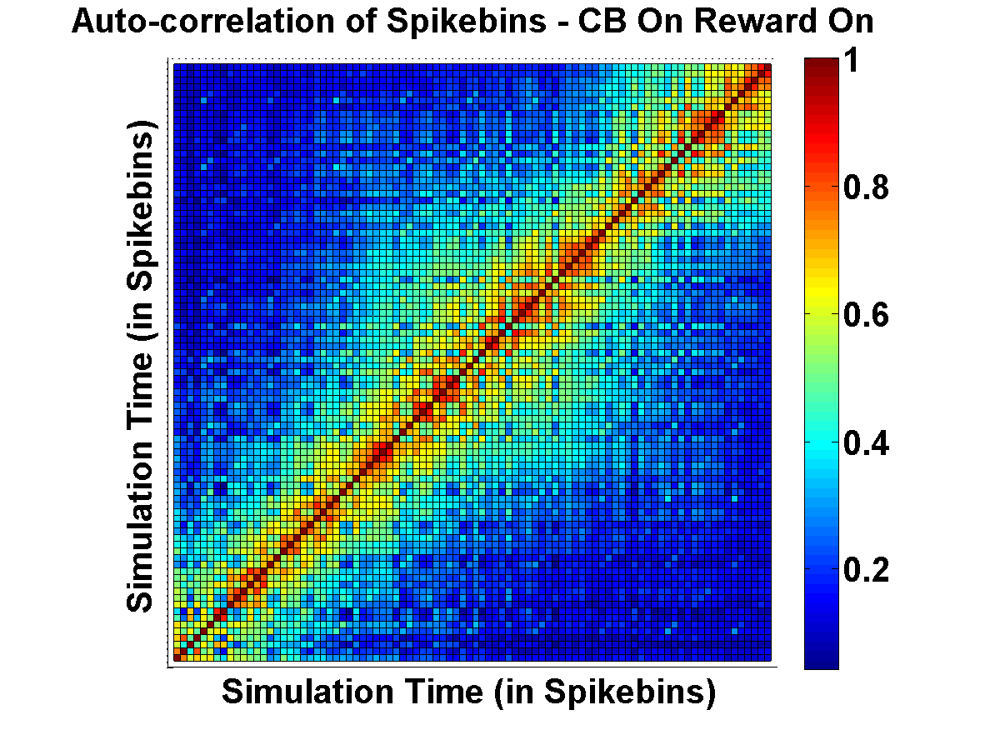 Auto-correlation of Spikebins - CB On Reward On
Simulation Time (in Spikebins)
1
0.8
0.6
0.4
0.2
Simulation Time (in Spikebins)